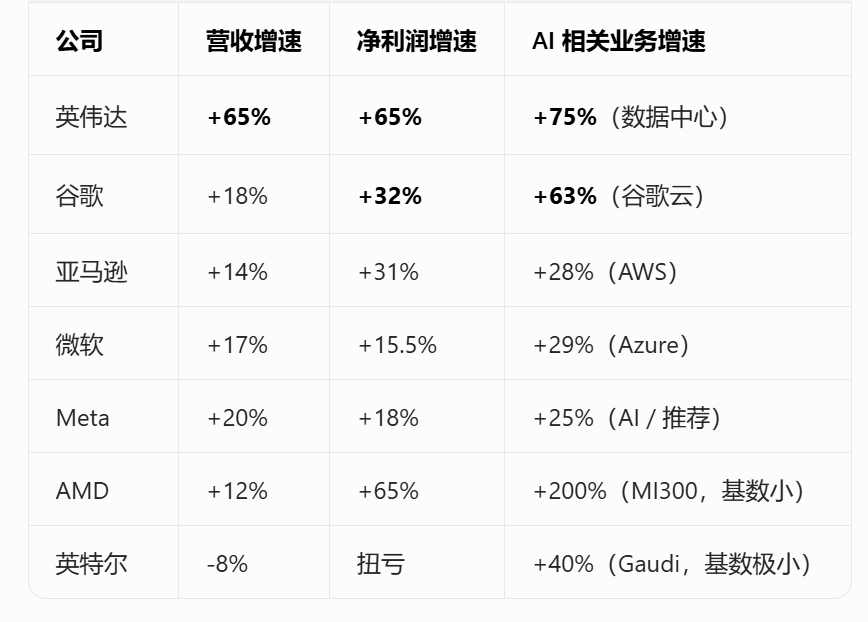 公司 营收增速 净利润增速 AI 相关业务增速
英伟达 +65% +65% +75%（数据中心）
谷歌 +18% +32% +63%（谷歌云）
亚马逊 +14% +31% +28%（AWS）
微软 +17% +15.5% +29%（Azure）
Meta +20% +18% +25%（AI / 推荐）
AMD +12% +65% +200%（MI300，基数小）
英特尔 -8% 扭亏 +40%（Gaudi，基数极小）